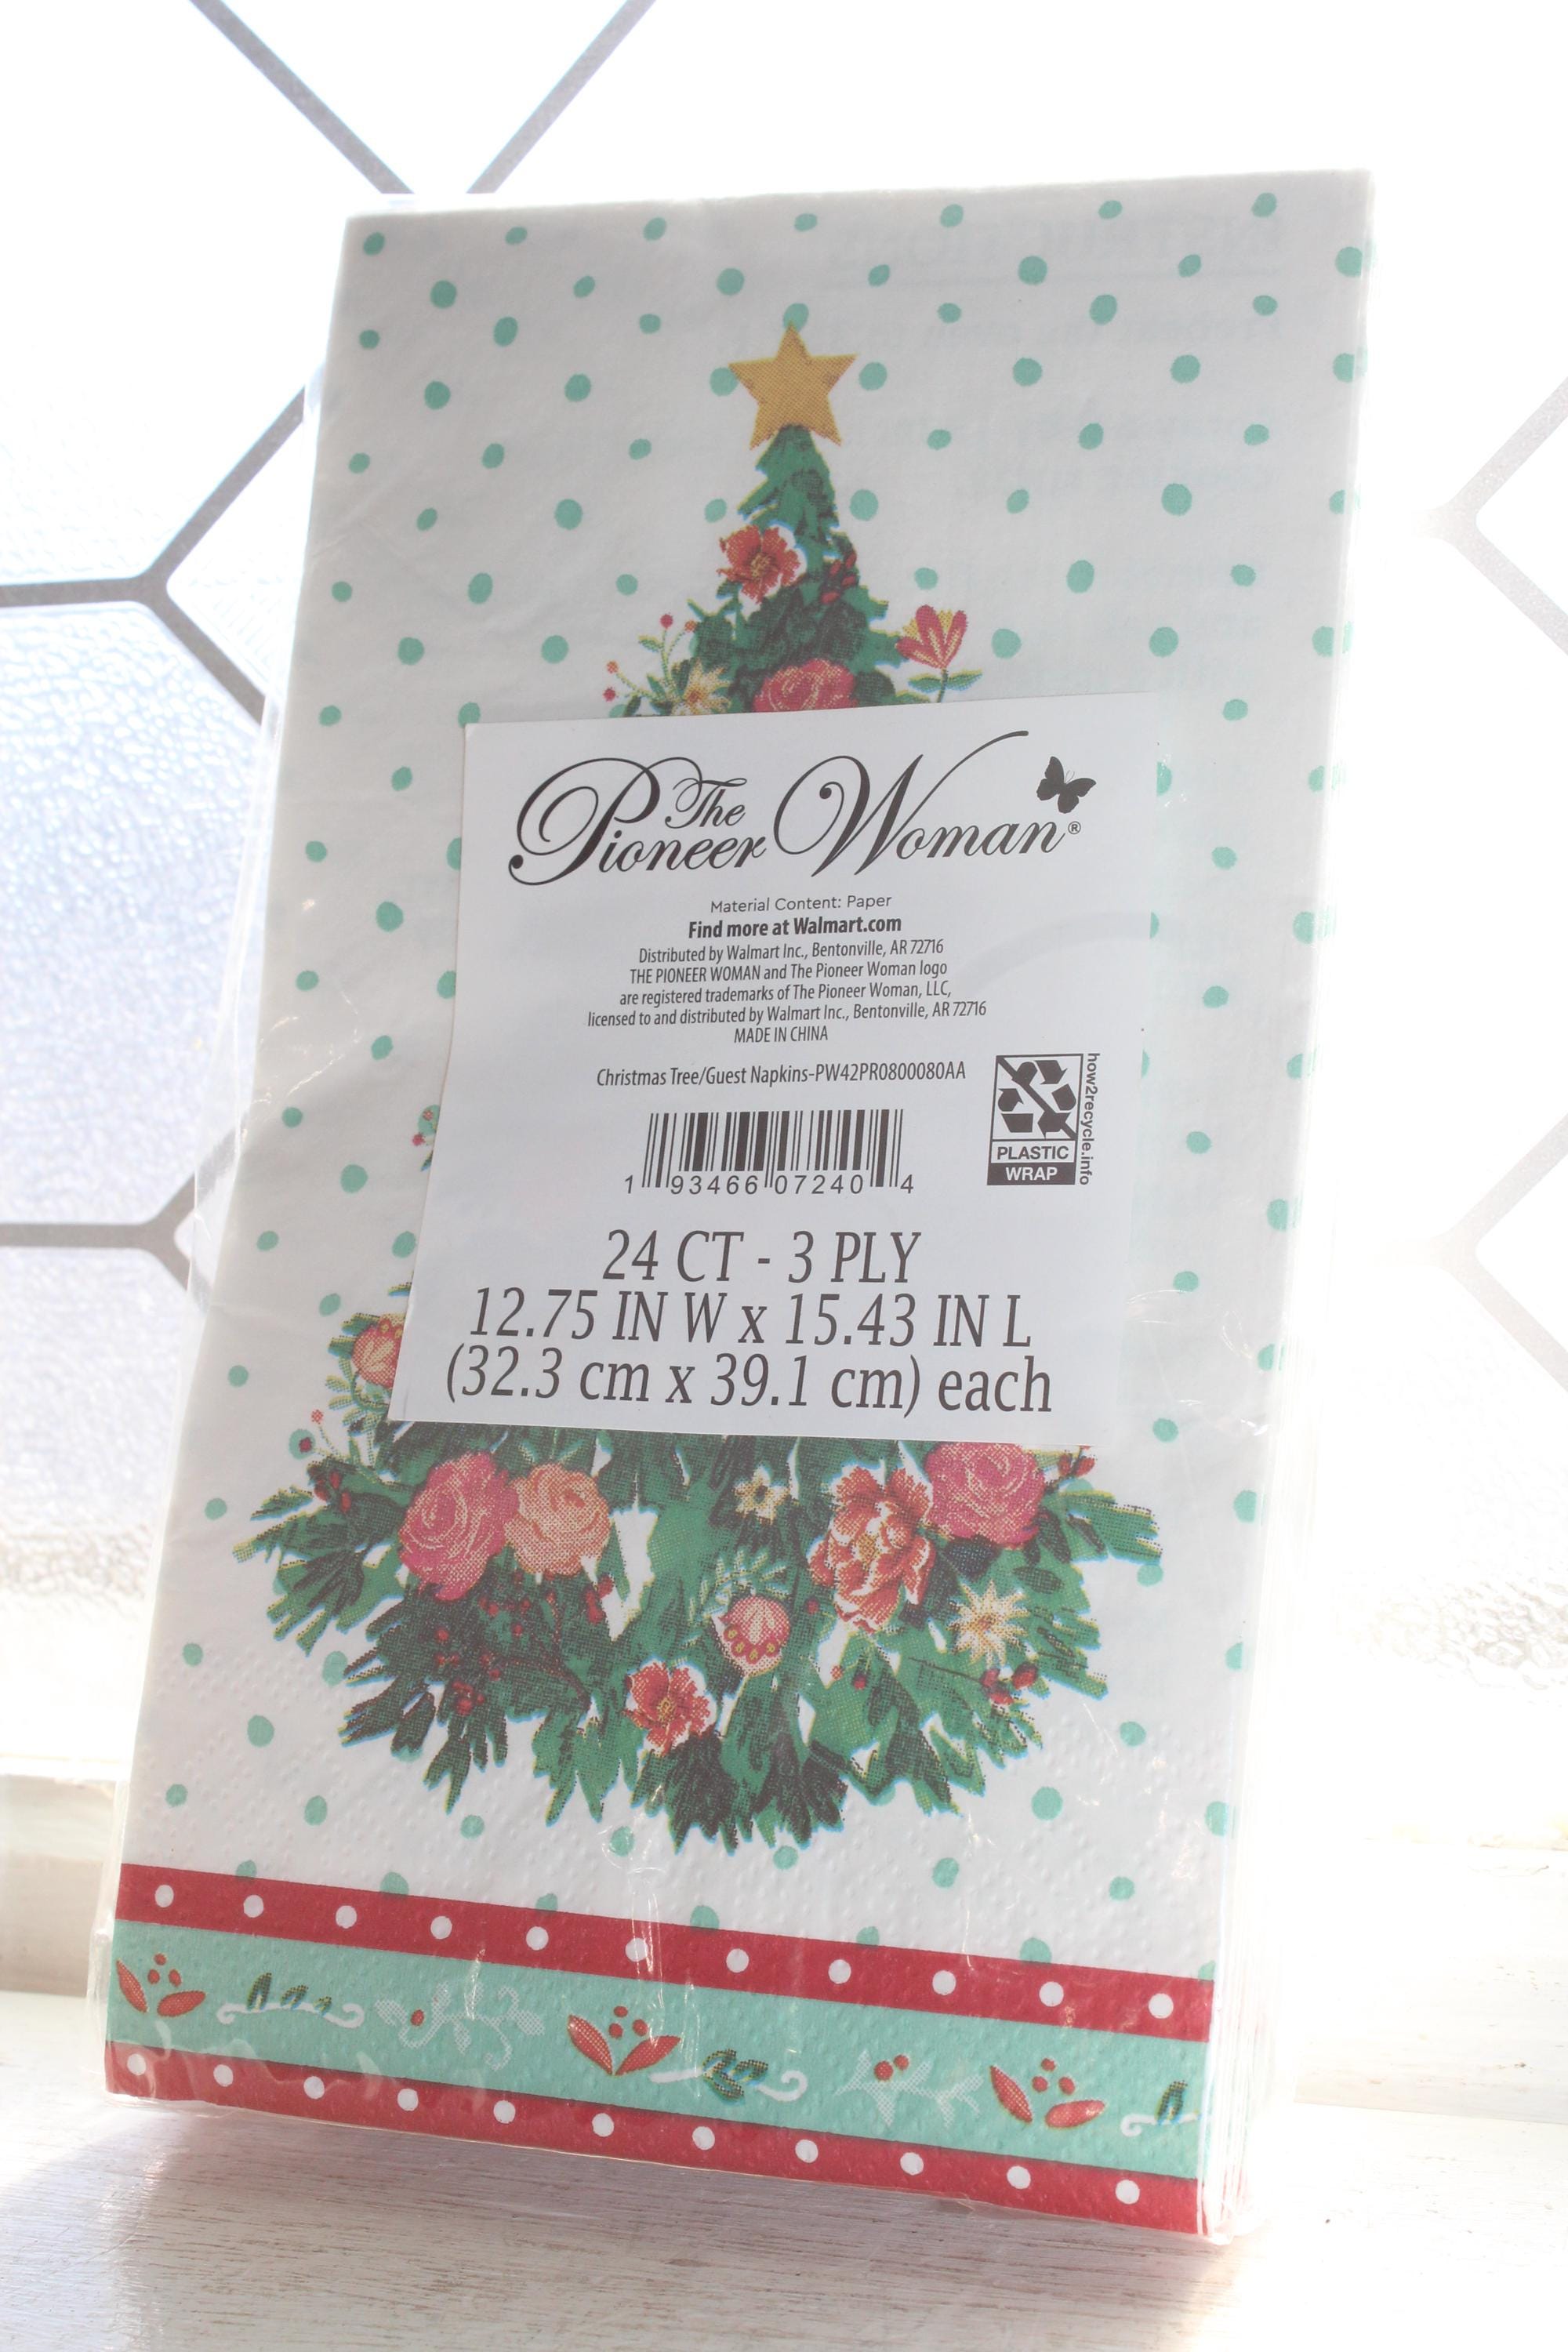 The
Pioneer Woman®
Material Content: Paper
Find more at Walmart.com
Distributed by Walmart Inc., Bentonville, AR 72716
THE PIONEER WOMAN and The Pioneer Woman logo
are registered trademarks of The Pioneer Woman, LLC,
licensed to and distributed by Walmart Inc., Bentonville, AR 72716
MADE IN CHINA
Christmas Tree/Guest Napkins-PW42PR0800080AA
1 93466 07240 4
PLASTIC
WRAP
how2recycle.info
24 CT - 3 PLY
12.75 IN W x 15.43 IN L
(32.3 cm x 39.1 cm) each